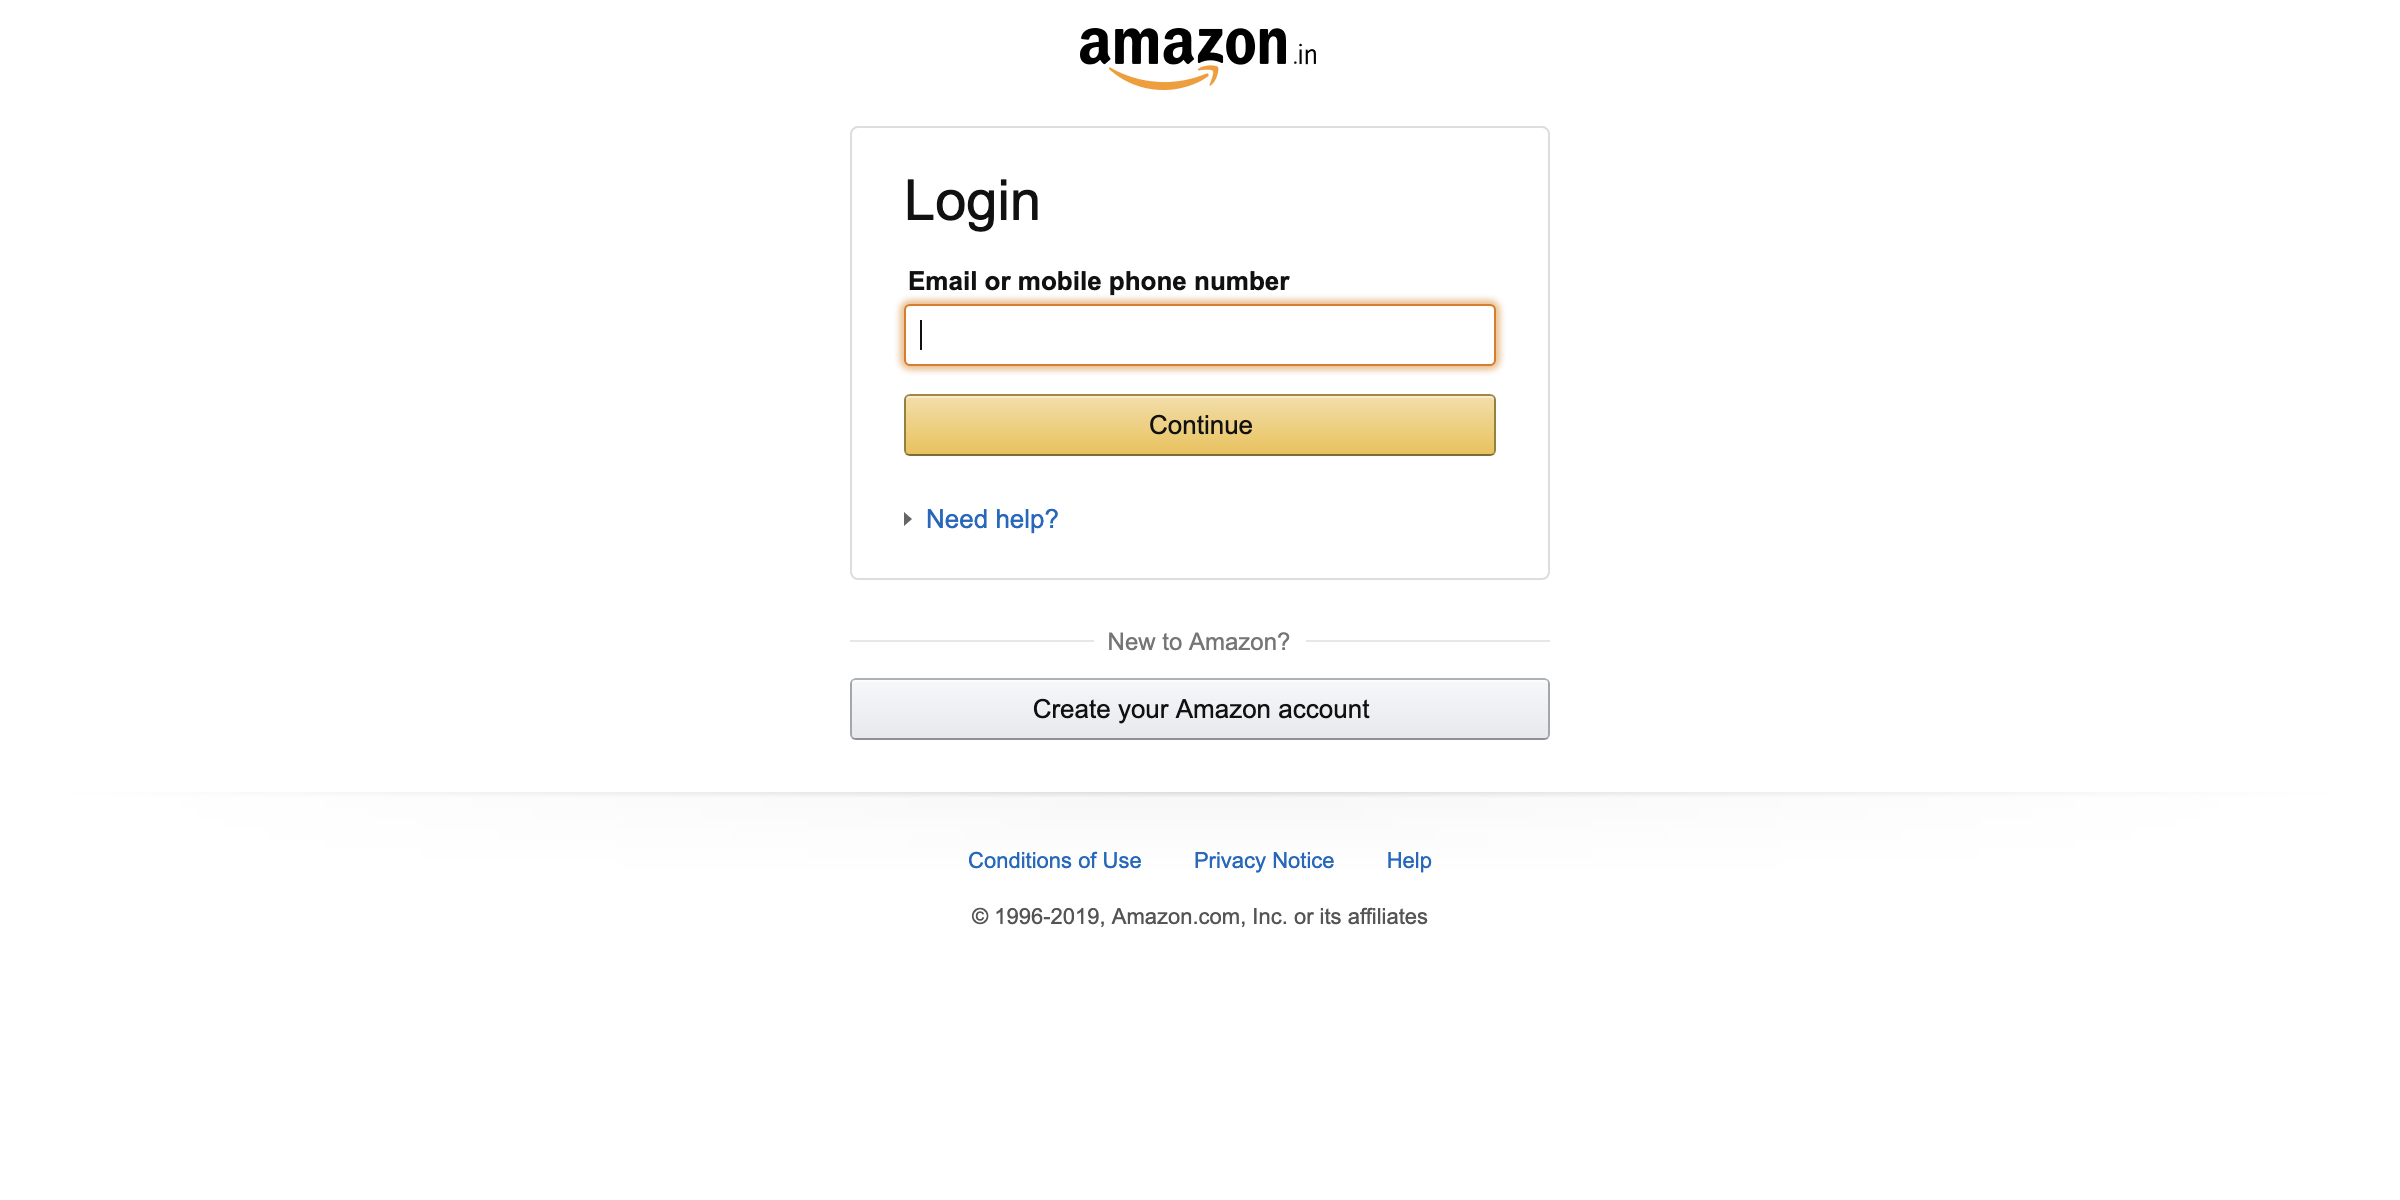 amazon.in
Login
Email or mobile phone number
Continue
Need help?
New to Amazon?
Create your Amazon account
Conditions of Use Privacy Notice Help
© 1996-2019, Amazon.com, Inc. or its affiliates